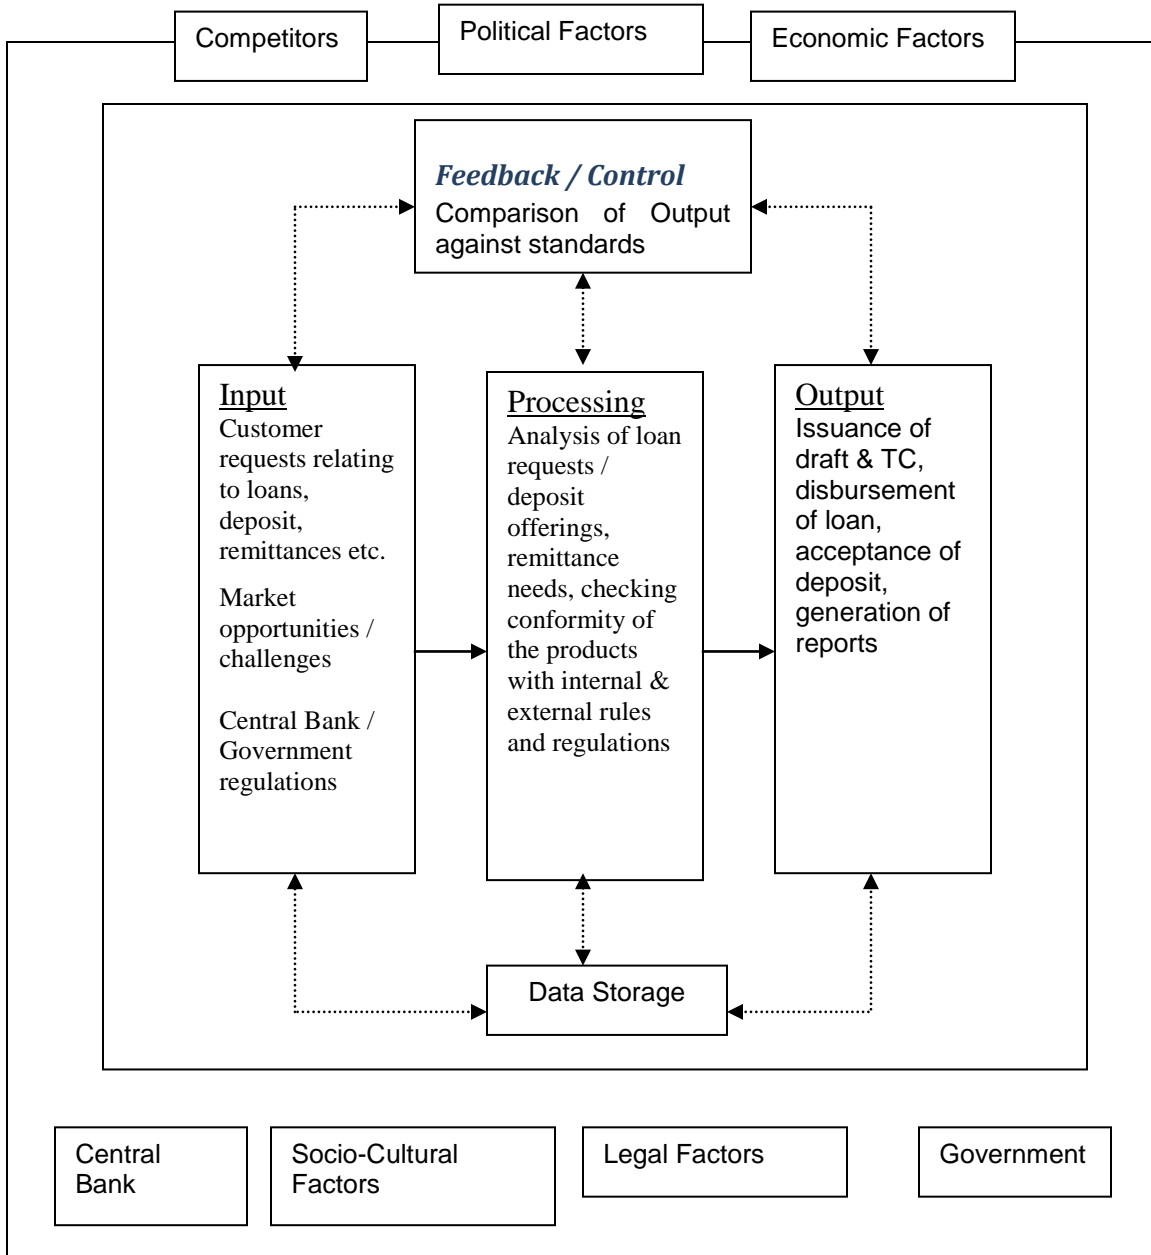 Competitors
Political Factors
Economic Factors
Feedback / Control
Comparison of Output
against standards
Input
Customer
requests relating
to loans,
deposit,
remittances etc.
Market
opportunities /
challenges
Central Bank /
Government
regulations
Processing
Analysis of loan
requests /
deposit
offerings,
remittance
needs, checking
conformity of
the products
with internal &
external rules
and regulations
Output
Issuance of
draft & TC,
disbursement
of loan,
acceptance of
deposit,
generation of
reports
Data Storage
Central
Bank
Socio-Cultural
Factors
Legal Factors
Government